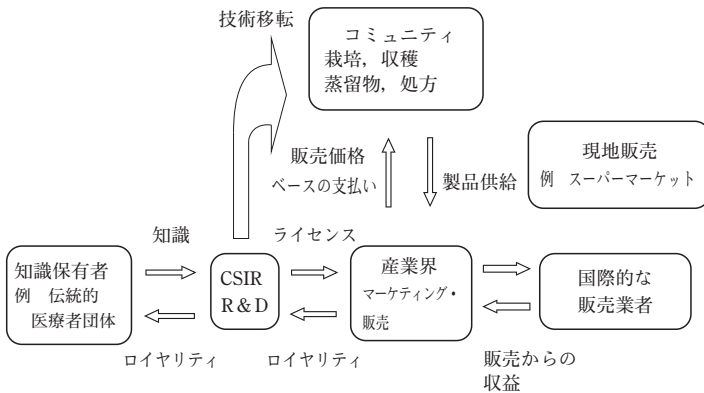 技術移転
コミュニティ
栽培，収穫
蒸留物，処方
販売価格
ベースの支払い
製品供給
現地販売
例　スーパーマーケット
知識
ライセンス
知識保有者
例　伝統的
医療者団体
CSIR
R＆D
産業界
マーケティング・
販売
国際的な
販売業者
ロイヤリティ
ロイヤリティ
販売からの
収益